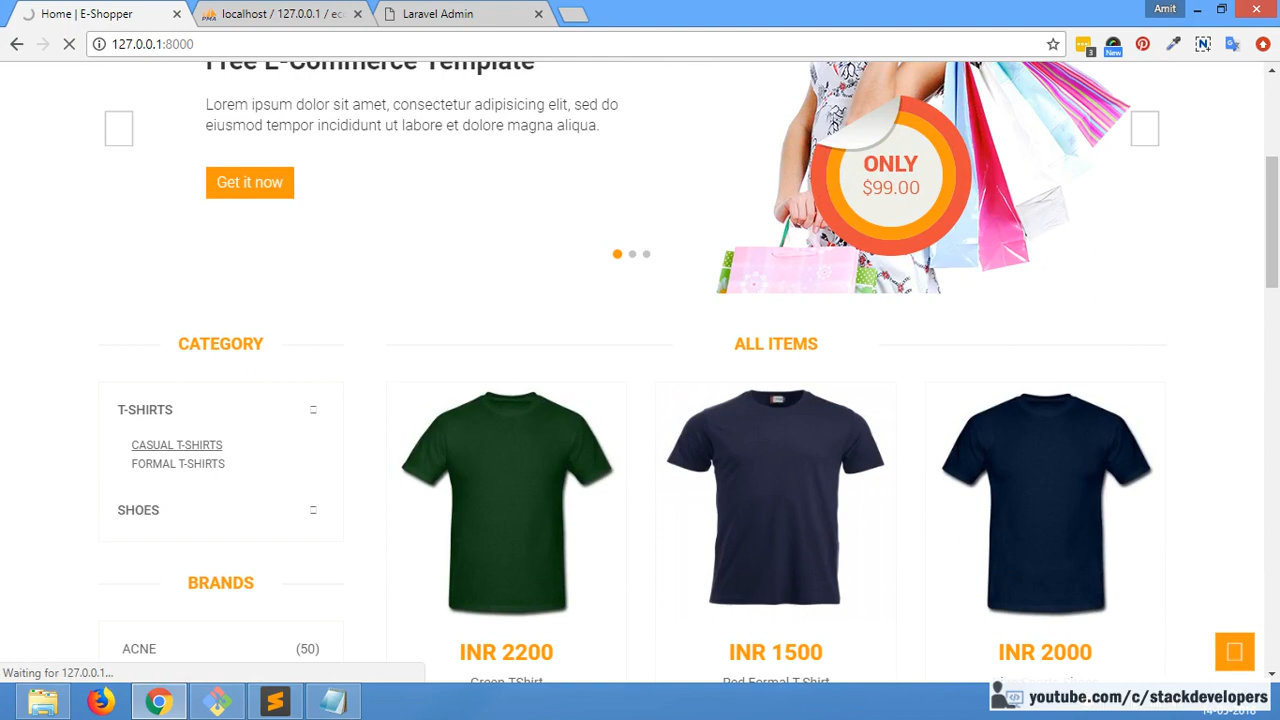 Home | E-Shopper
localhost / 127.0.0.1 / ec
Laravel Admin
Amit
127.0.0.1:8000
3
New
Free E-Commerce Template
Lorem ipsum dolor sit amet, consectetur adipisicing elit, sed do
eiusmod tempor incididunt ut labore et dolore magna aliqua.
Get it now
ONLY
$99.00
CATEGORY
ALL ITEMS
T-SHIRTS
CASUAL T-SHIRTS
FORMAL T-SHIRTS
SHOES
BRANDS
ACNE
(50)
INR 2200
INR 1500
INR 2000
Green TShirt
Red Formal T Shirt
Waiting for 127.0.0.1...
youtube.com/c/stackdevelopers